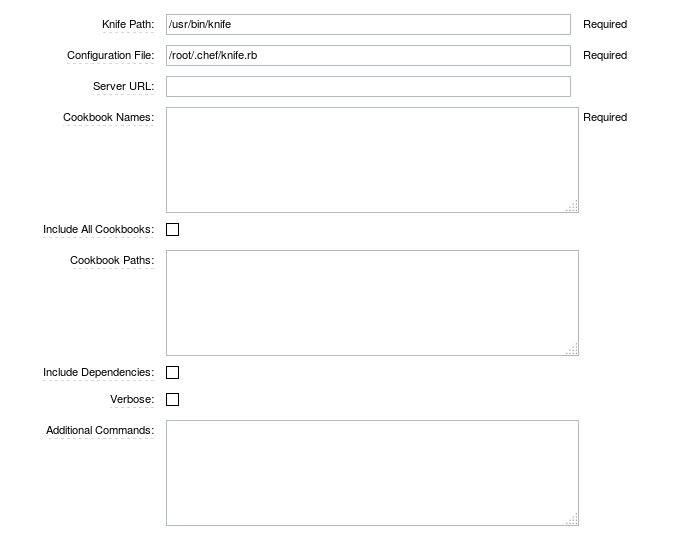 Knife Path: /usr/bin/knife Required
Configuration File: /root/.chef/knife.rb Required
Server URL:
Cookbook Names: Required
Include All Cookbooks:
Cookbook Paths:
Include Dependencies:
Verbose:
Additional Commands: